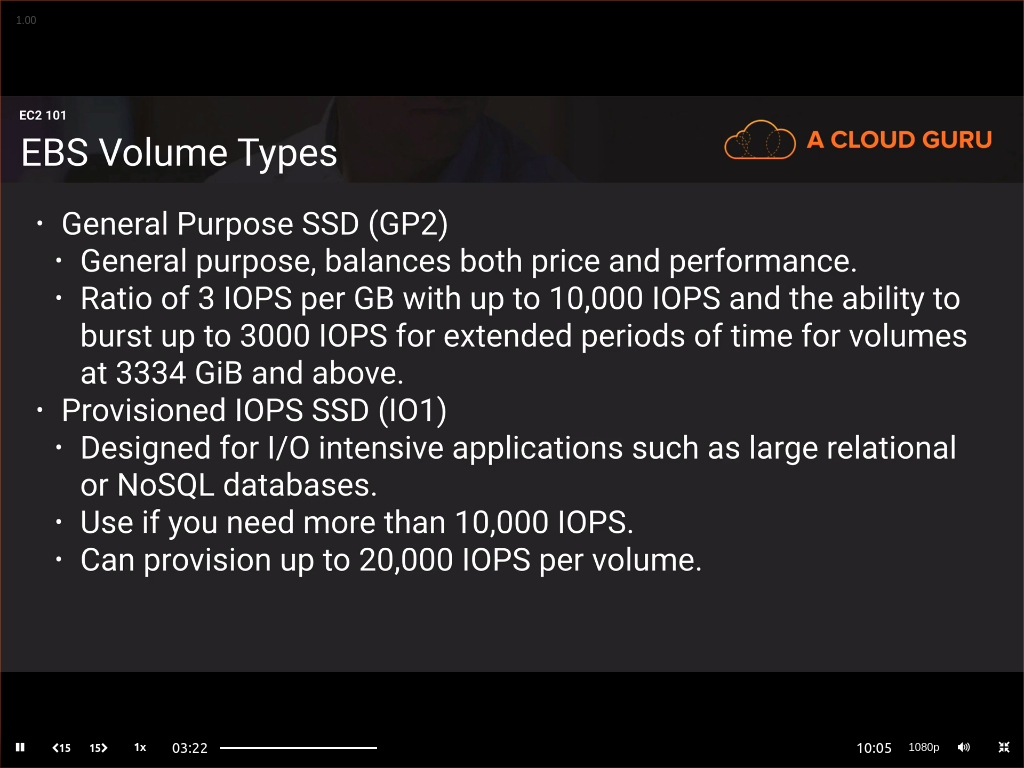 1.00
EC2 101
EBS Volume Types
A CLOUD GURU
• General Purpose SSD (GP2)
• General purpose, balances both price and performance.
• Ratio of 3 IOPS per GB with up to 10,000 IOPS and the ability to
burst up to 3000 IOPS for extended periods of time for volumes
at 3334 GiB and above.
• Provisioned IOPS SSD (IO1)
• Designed for I/O intensive applications such as large relational
or NoSQL databases.
• Use if you need more than 10,000 IOPS.
• Can provision up to 20,000 IOPS per volume.
15 15 1x 03:22 10:05 1080p